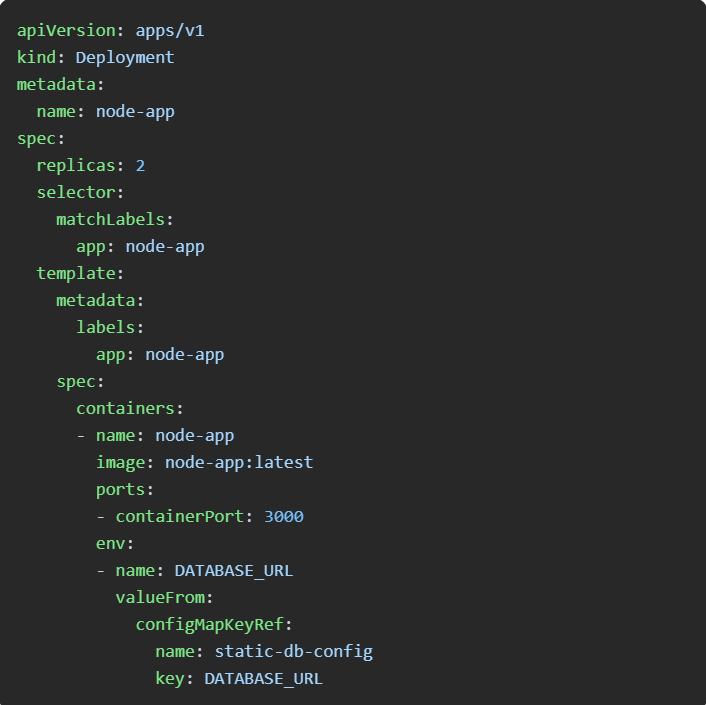 apiVersion: apps/v1
kind: Deployment
metadata:
  name: node-app
spec:
  replicas: 2
  selector:
    matchLabels:
      app: node-app
  template:
    metadata:
      labels:
        app: node-app
    spec:
      containers:
      - name: node-app
        image: node-app:latest
        ports:
        - containerPort: 3000
        env:
        - name: DATABASE_URL
          valueFrom:
            configMapKeyRef:
              name: static-db-config
              key: DATABASE_URL